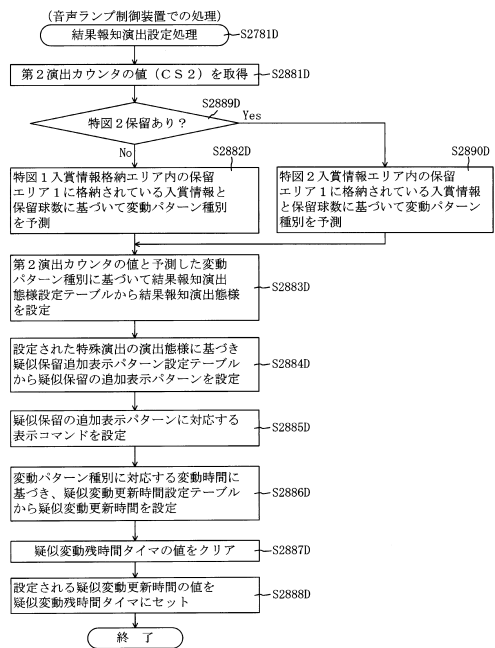 (音声ランプ制御装置での処理)
結果報知演出設定処理
S2781D
第2演出カウンタの値(CS2)を取得
S2881D
S2889D
特図2保留あり?
Yes
No
S2882D
S2890D
特図1入賞情報格納エリア内の保留
エリア1に格納されている入賞情報と
保留球数に基づいて変動パターン種別
を予測
特図2入賞情報格納エリア内の保留
エリア1に格納されている入賞情報
と保留球数に基づいて変動パターン
種別を予測
第2演出カウンタの値と予測した変動
パターン種別に基づいて結果報知演出
態様設定テーブルから結果報知演出態様
を設定
S2883D
設定された特殊演出の演出態様に基づき
疑似保留追加表示パターン設定テーブル
から疑似保留の追加表示パターンを設定
S2884D
疑似保留の追加表示パターンに対応する
表示コマンドを設定
S2885D
変動パターン種別に対応する変動時間に
基づき、疑似変動更新時間設定テーブル
から疑似変動更新時間を設定
S2886D
疑似変動残時間タイマの値をクリア
S2887D
設定される疑似変動更新時間の値を
疑似変動残時間タイマにセット
S2888D
終 了